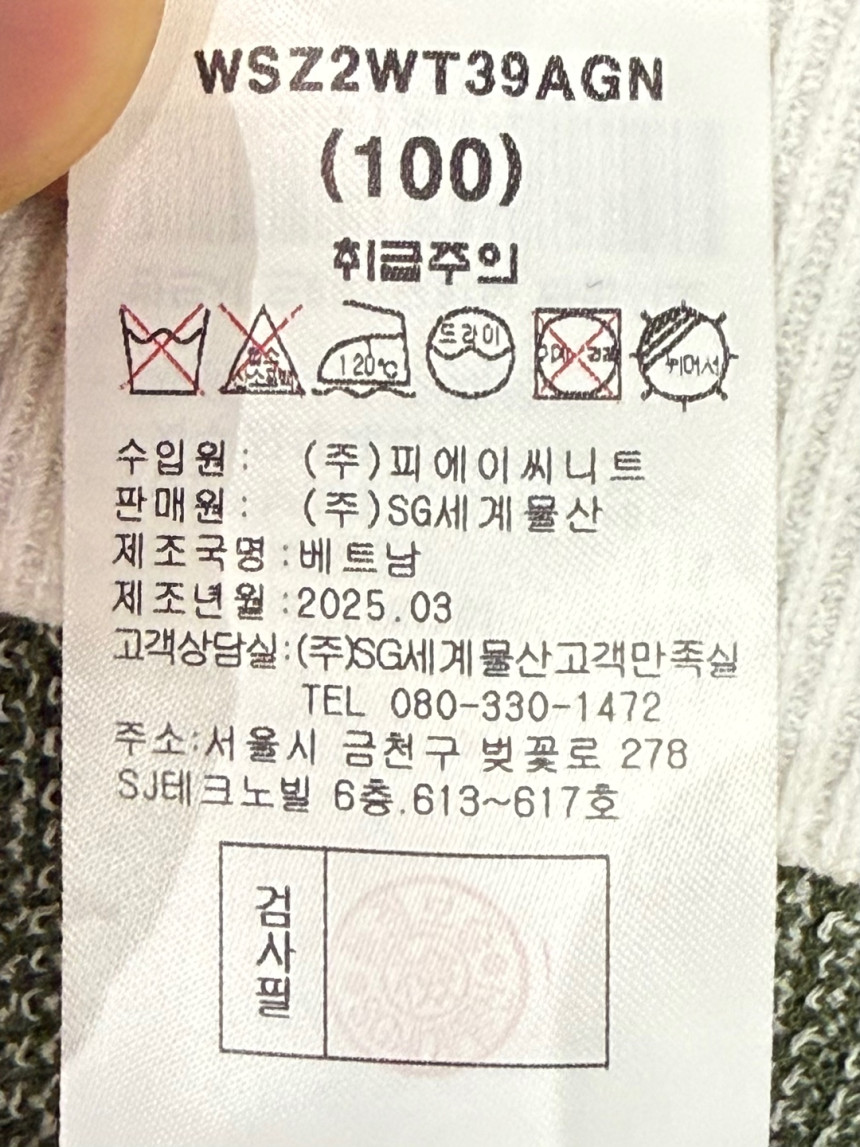 WSZ2WT39AGN
(100)
취급주의
120℃ 드라이 뉘어서
수입원: (주)피에이씨니트
판매원: (주)SG세계물산
제조국명:베트남
제조년월:2025.03
고객상담실:(주)SG세계물산고객만족실
TEL 080-330-1472
주소:서울시 금천구 벚꽃로 278
SJ테크노빌 6층.613~617호
검사필